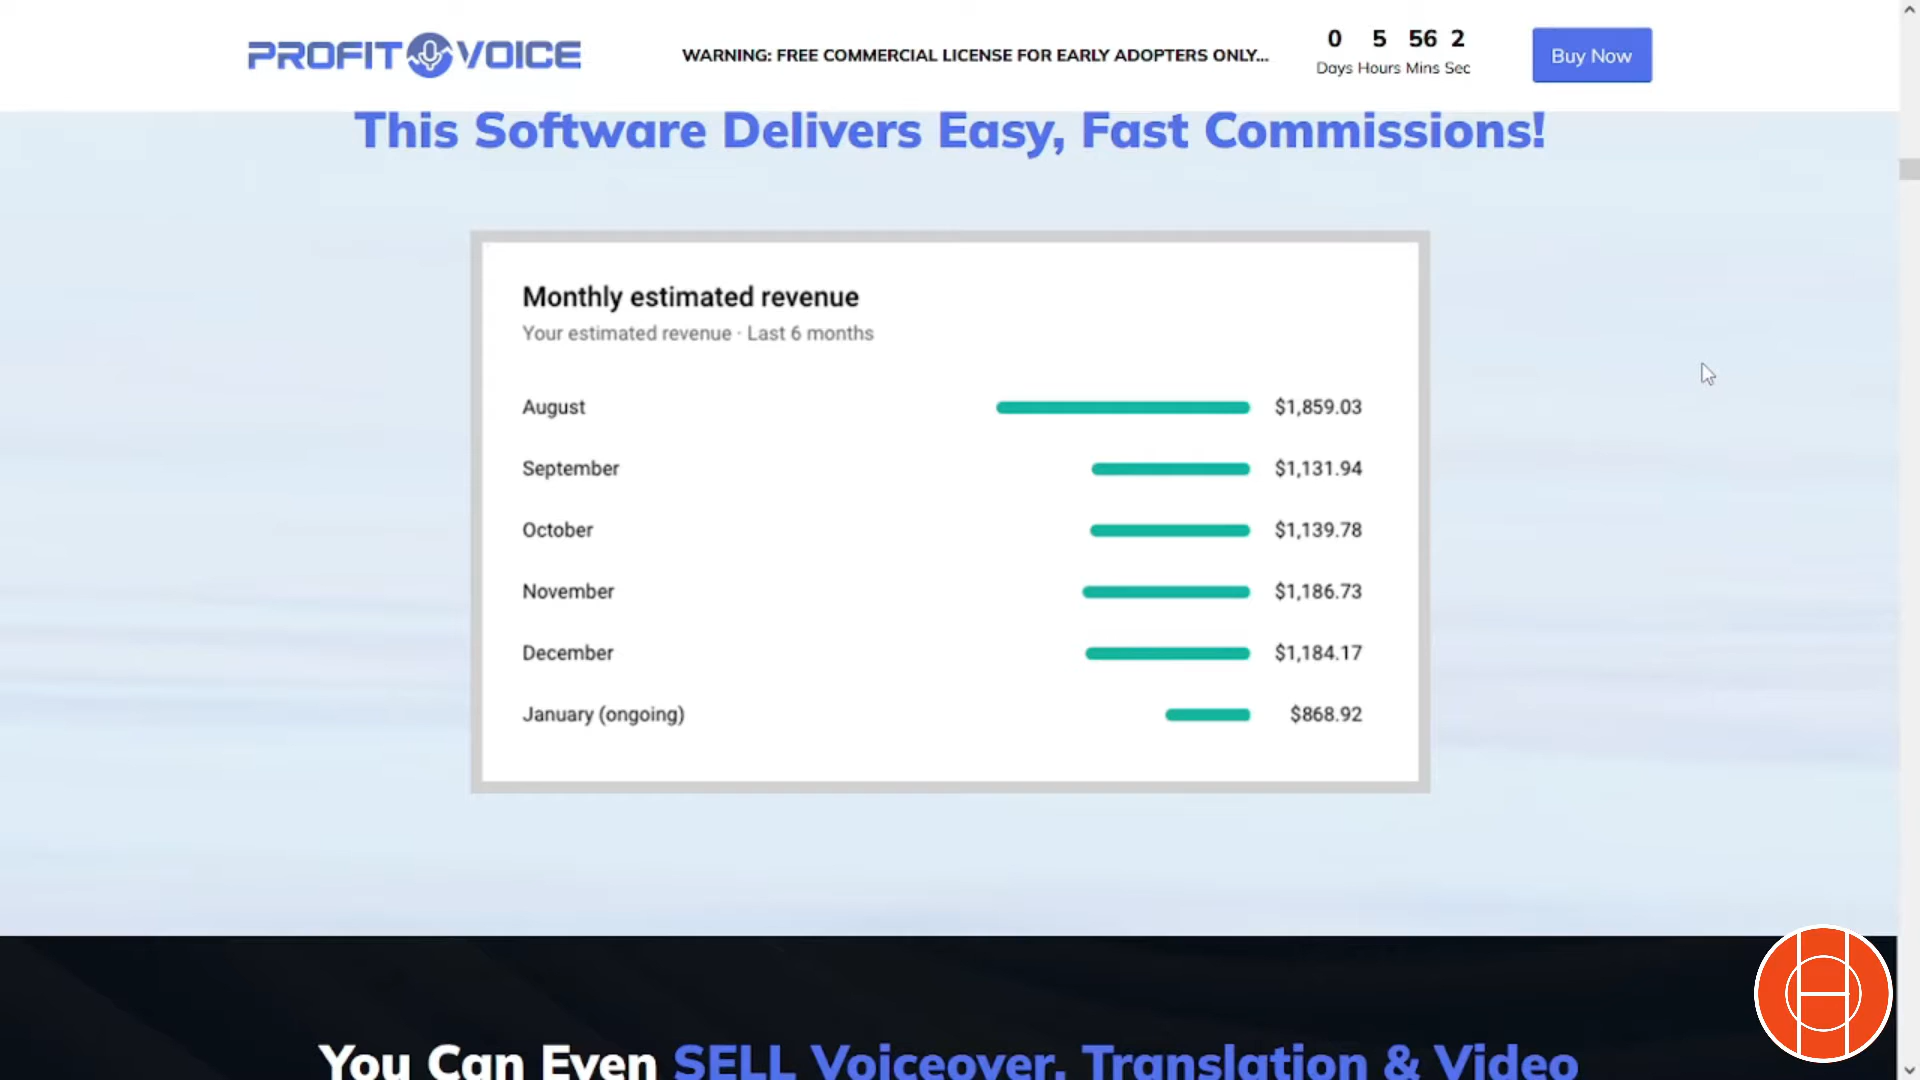 PROFIT VOICE
WARNING: FREE COMMERCIAL LICENSE FOR EARLY ADOPTERS ONLY...
0 5 56 2
Days Hours Mins Sec
Buy Now
This Software Delivers Easy, Fast Commissions!
Monthly estimated revenue
Your estimated revenue · Last 6 months
August $1,859.03
September $1,131.94
October $1,139.78
November $1,186.73
December $1,184.17
January (ongoing) $868.92
You Can Even SELL Voiceover, Translation & Video